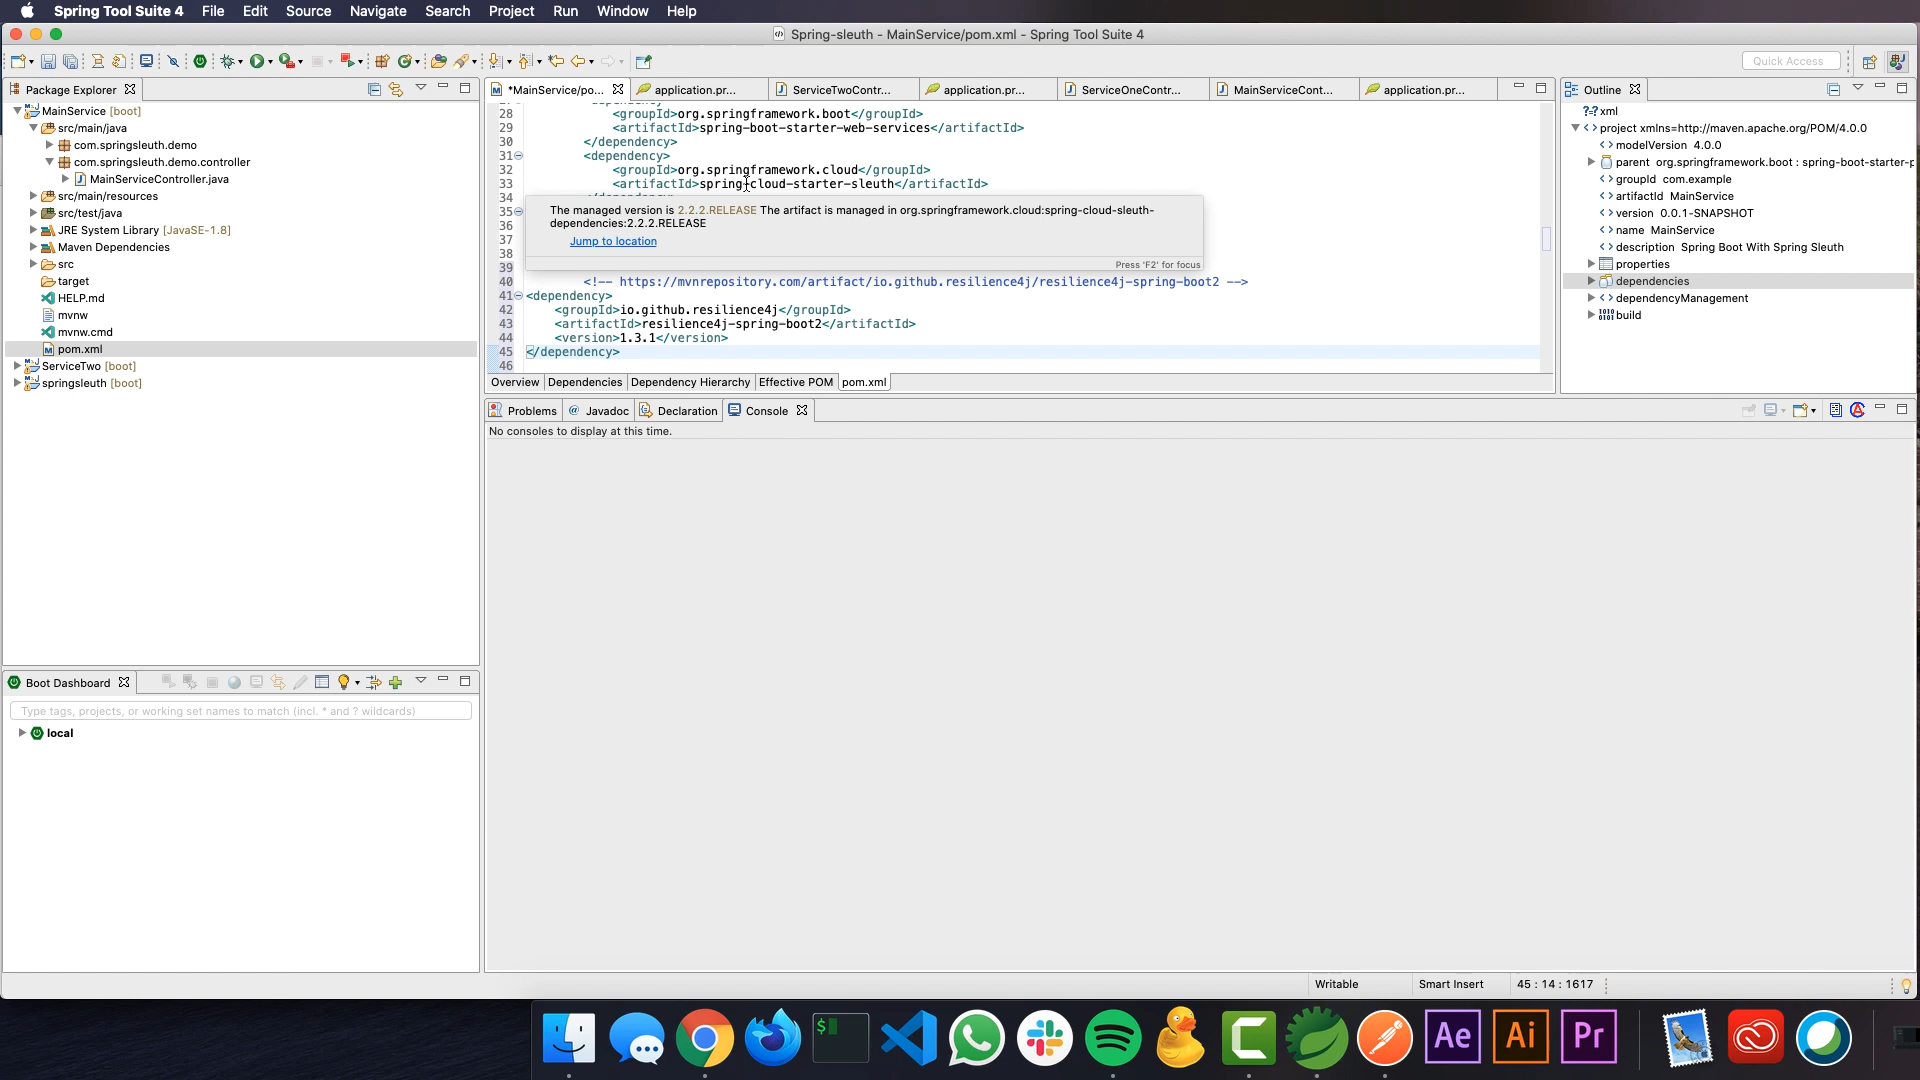 Spring Tool Suite 4 File Edit Source Navigate Search Project Run Window Help
Spring-sleuth - MainService/pom.xml - Spring Tool Suite 4
Quick Access
Package Explorer
MainService [boot]
src/main/java
com.springsleuth.demo
com.springsleuth.demo.controller
MainServiceController.java
src/main/resources
src/test/java
JRE System Library [JavaSE-1.8]
Maven Dependencies
src
target
HELP.md
mvnw
mvnw.cmd
pom.xml
ServiceTwo [boot]
springsleuth [boot]
*MainService/po... application.pr... ServiceTwoContr... application.pr... ServiceOneContr... MainServiceCont... application.pr...
28 <groupId>org.springframework.boot</groupId>
29 <artifactId>spring-boot-starter-web-services</artifactId>
30 </dependency>
31 <dependency>
32 <groupId>org.springframework.cloud</groupId>
33 <artifactId>spring-cloud-starter-sleuth</artifactId>
34
35
36
37
38
39
The managed version is 2.2.2.RELEASE The artifact is managed in org.springframework.cloud:spring-cloud-sleuth-
dependencies:2.2.2.RELEASE
Jump to location
Press 'F2' for focus
40 <!-- https://mvnrepository.com/artifact/io.github.resilience4j/resilience4j-spring-boot2 -->
41 <dependency>
42 <groupId>io.github.resilience4j</groupId>
43 <artifactId>resilience4j-spring-boot2</artifactId>
44 <version>1.3.1</version>
45 </dependency>
46
Overview Dependencies Dependency Hierarchy Effective POM pom.xml
Outline
xml
project xmlns=http://maven.apache.org/POM/4.0.0
modelVersion 4.0.0
parent org.springframework.boot : spring-boot-starter-p
groupId com.example
artifactId MainService
version 0.0.1-SNAPSHOT
name MainService
description Spring Boot With Spring Sleuth
properties
dependencies
dependencyManagement
build
Problems Javadoc Declaration Console
No consoles to display at this time.
Boot Dashboard
Type tags, projects, or working set names to match (incl. * and ? wildcards)
local
Writable Smart Insert 45 : 14 : 1617
$ Ae Ai Pr